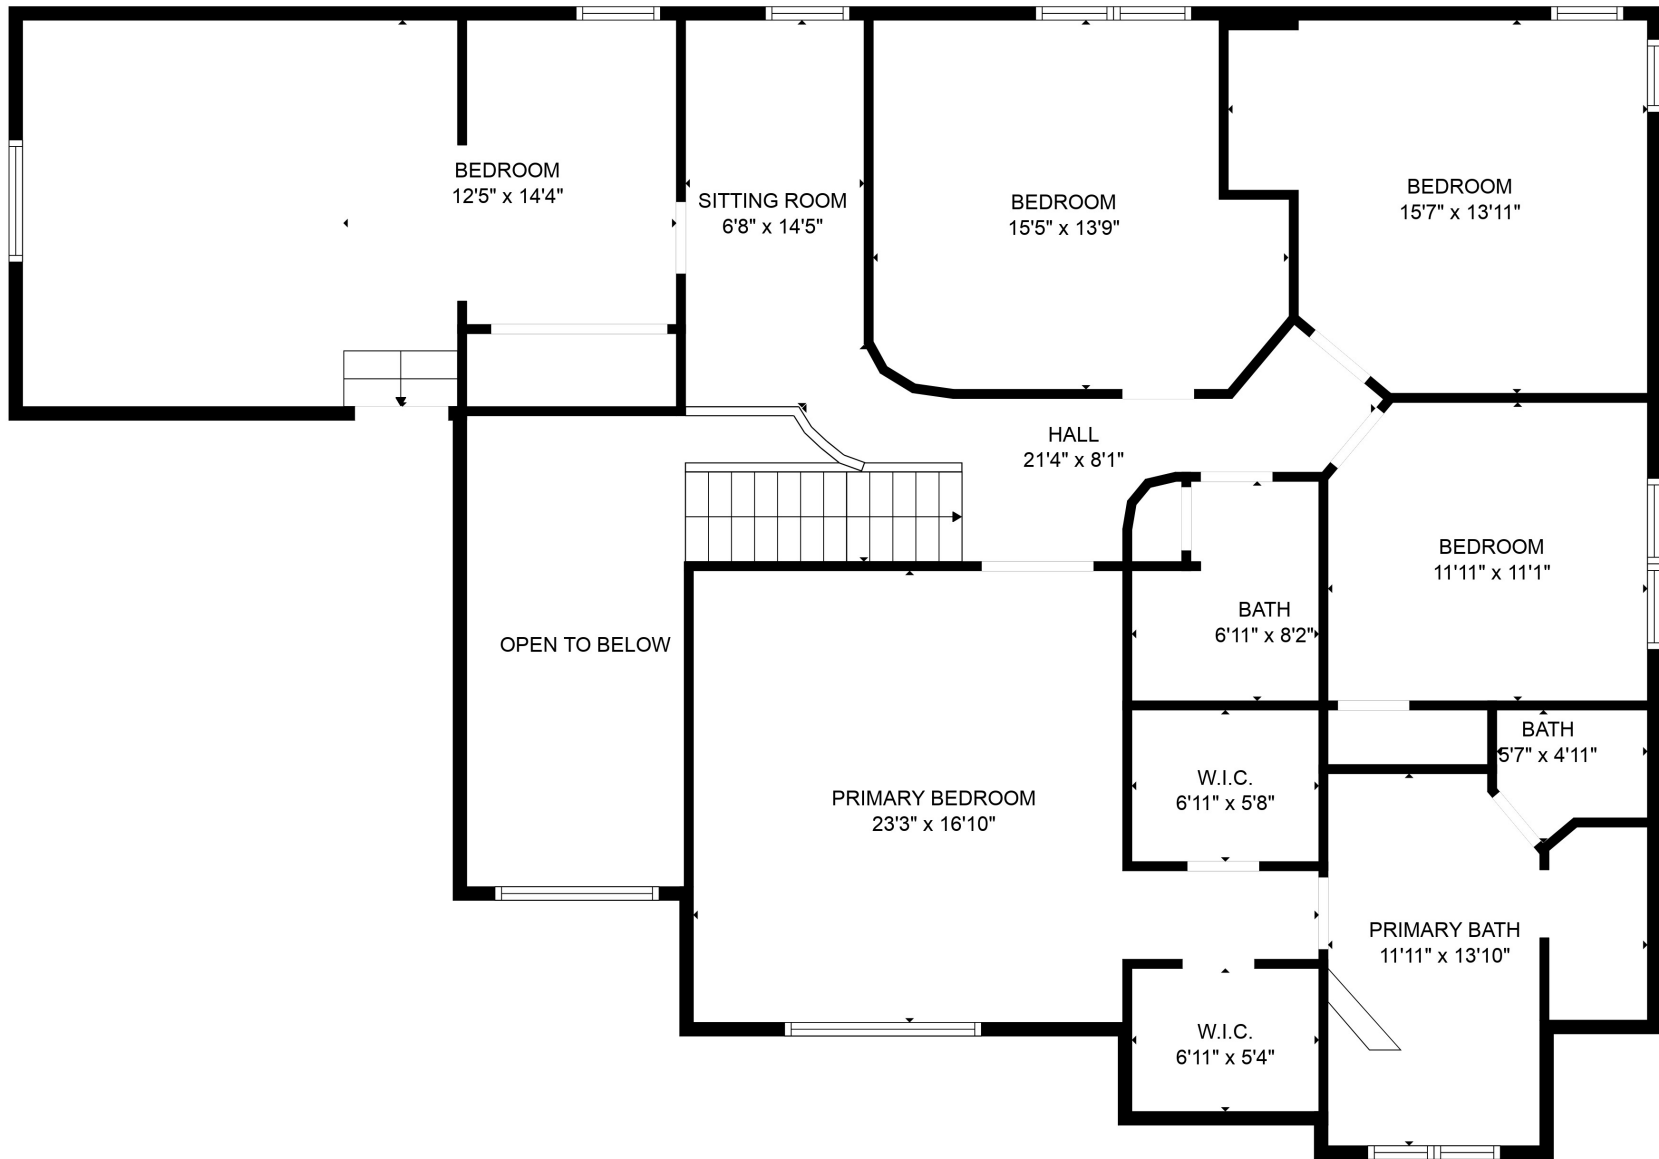 BEDROOM
12'5" x 14'4"
SITTING ROOM
6'8" x 14'5"
BEDROOM
15'5" x 13'9"
BEDROOM
15'7" x 13'11"
HALL
21'4" x 8'1"
BEDROOM
11'11" x 11'1"
BATH
6'11" x 8'2"
OPEN TO BELOW
BATH
5'7" x 4'11"
W.I.C.
6'11" x 5'8"
PRIMARY BEDROOM
23'3" x 16'10"
PRIMARY BATH
11'11" x 13'10"
W.I.C.
6'11" x 5'4"